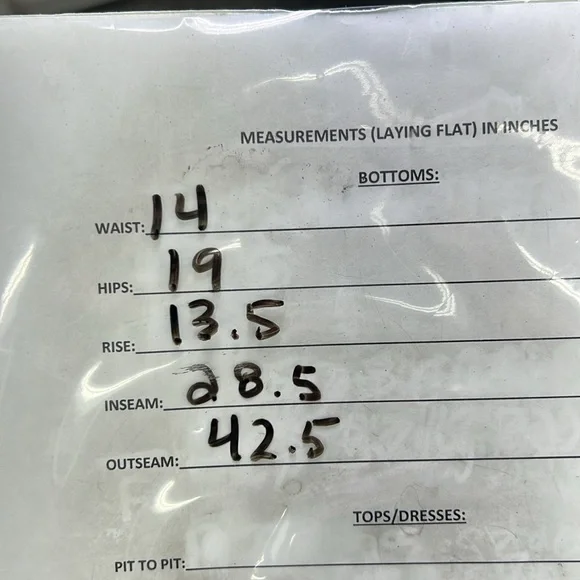 MEASUREMENTS (LAYING FLAT) IN INCHES
BOTTOMS:
WAIST: 14
HIPS: 19
RISE: 13.5
INSEAM: 28.5
OUTSEAM: 42.5
TOPS/DRESSES:
PIT TO PIT: